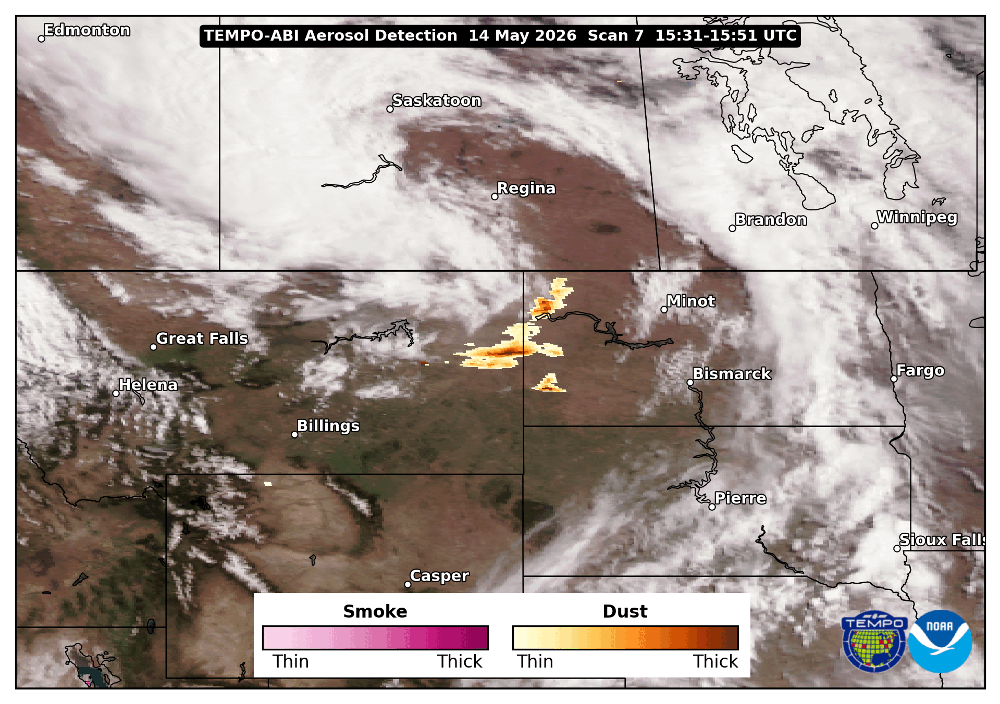 Edmonton
TEMPO-ABI Aerosol Detection 14 May 2026 Scan 7 15:31-15:51 UTC
Saskatoon
Regina
Brandon
Winnipeg
Minot
Great Falls
Helena
Bismarck
Fargo
Billings
Pierre
Sioux Falls
Casper
Smoke
Dust
Thin
Thick
Thin
Thick
TEMPO
NOAA